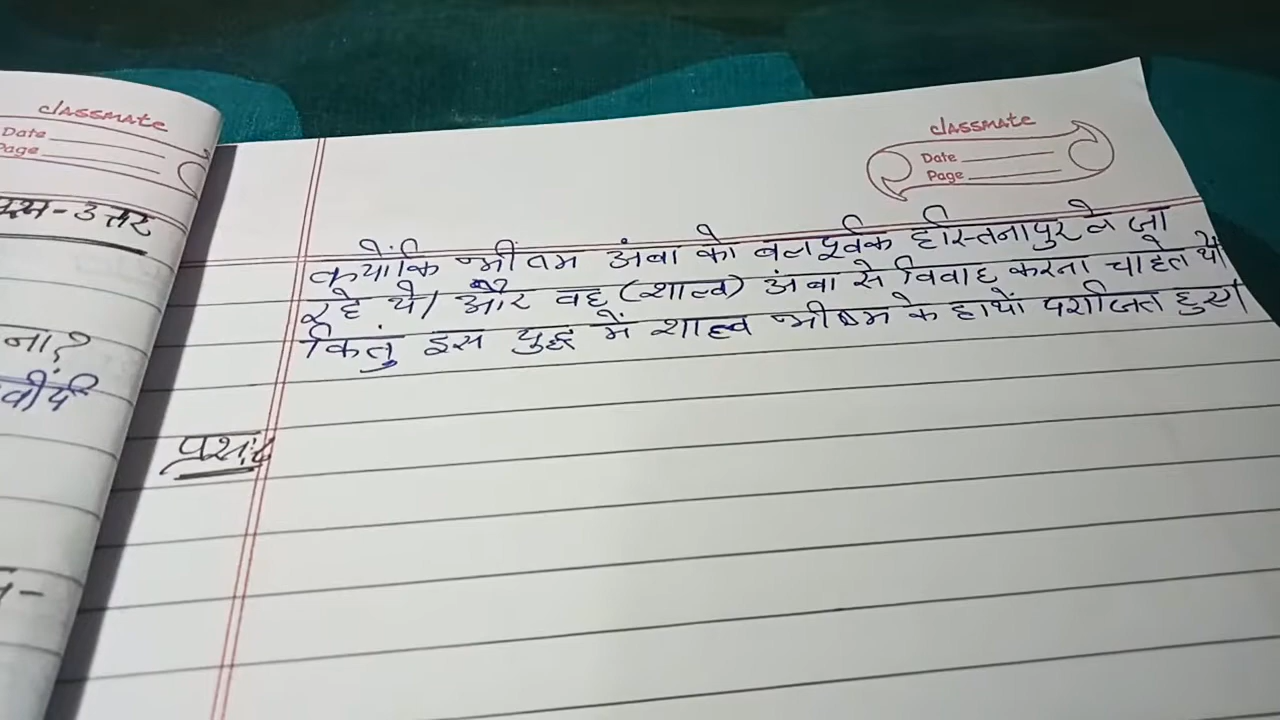 classmate
Date
Page
प्रश्न-उत्तर
ना?
वीर्य
classmate
Date
Page
क्योंकि भीतम अंबा को बलपूर्वक हस्तिनापुर ले जा
रहे थे। और वह (शाल्व) अंबा से विवाह करना चाहते थे।
किंतु इस युद्ध में शाल्व भीष्म के हाथों पराजित हुए।